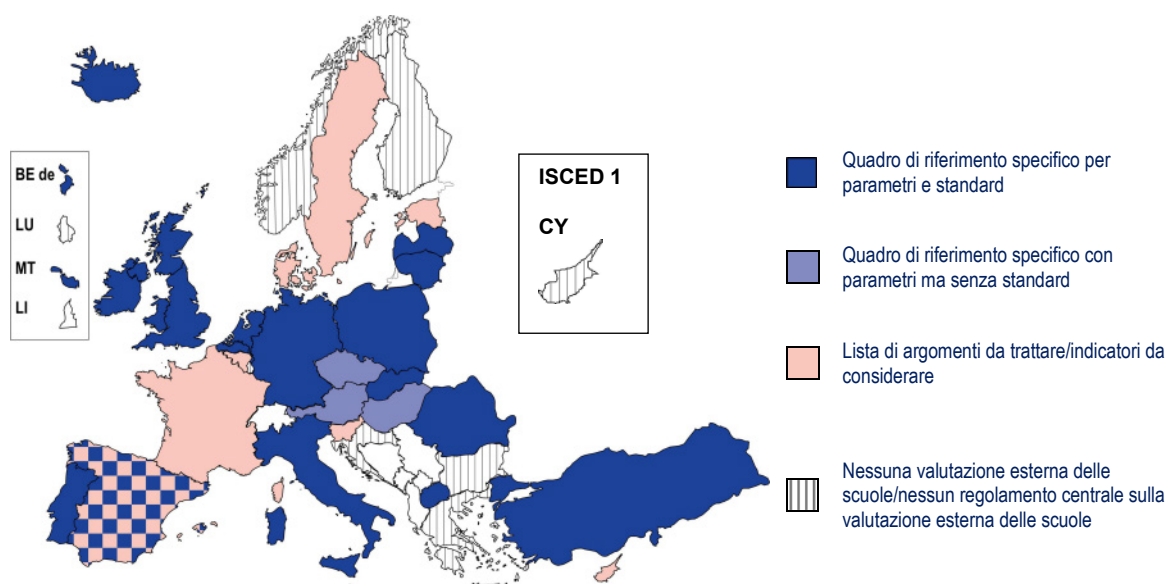 BE de
LU
MT
LI
ISCED 1
CY
Quadro di riferimento specifico per
parametri e standard
Quadro di riferimento specifico con
parametri ma senza standard
Lista di argomenti da trattare/indicatori da
considerare
Nessuna valutazione esterna delle
scuole/nessun regolamento centrale sulla
valutazione esterna delle scuole